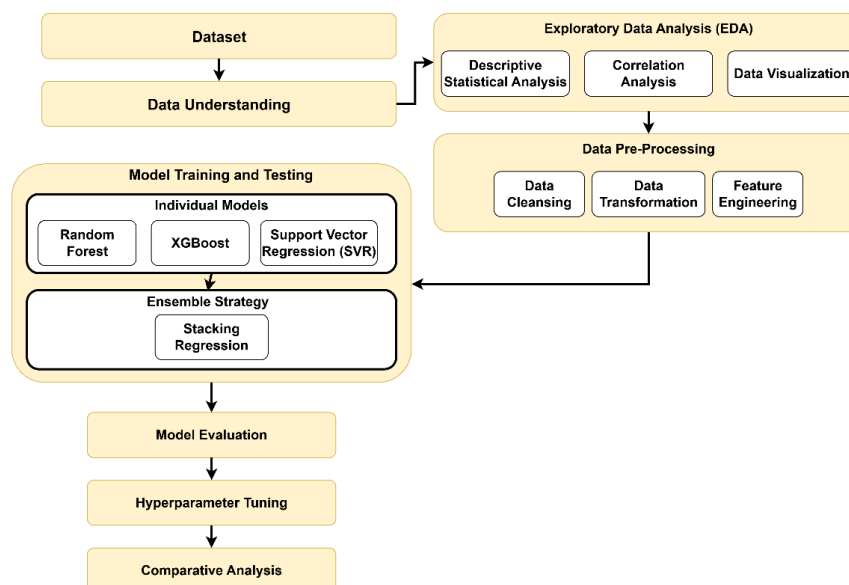 Dataset
Data Understanding
Exploratory Data Analysis (EDA)
Descriptive
Statistical Analysis
Correlation
Analysis
Data Visualization
Data Pre-Processing
Data
Cleansing
Data
Transformation
Feature
Engineering
Model Training and Testing
Individual Models
Random
Forest
XGBoost
Support Vector
Regression (SVR)
Ensemble Strategy
Stacking
Regression
Model Evaluation
Hyperparameter Tuning
Comparative Analysis